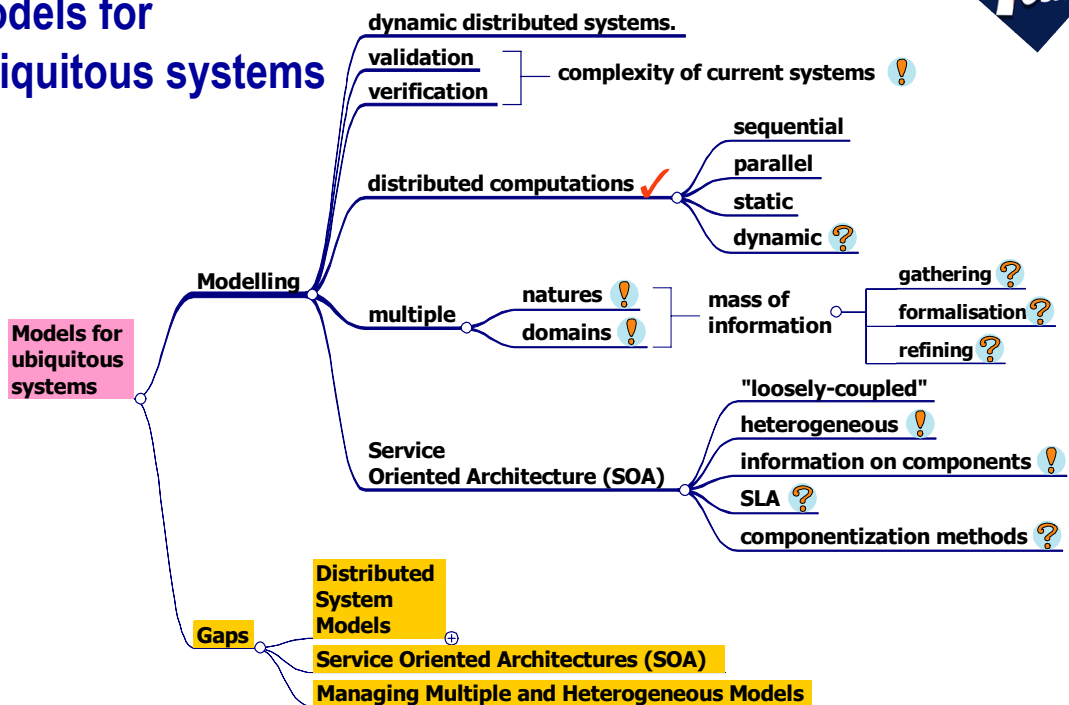 odels for
iquitous systems
dynamic distributed systems.
validation
verification
complexity of current systems
distributed computations
sequential
parallel
static
dynamic
Modelling
multiple
natures
domains
mass of
information
gathering
formalisation
refining
Models for
ubiquitous
systems
Service
Oriented Architecture (SOA)
"loosely-coupled"
heterogeneous
information on components
SLA
componentization methods
Gaps
Distributed
System
Models
Service Oriented Architectures (SOA)
Managing Multiple and Heterogeneous Models